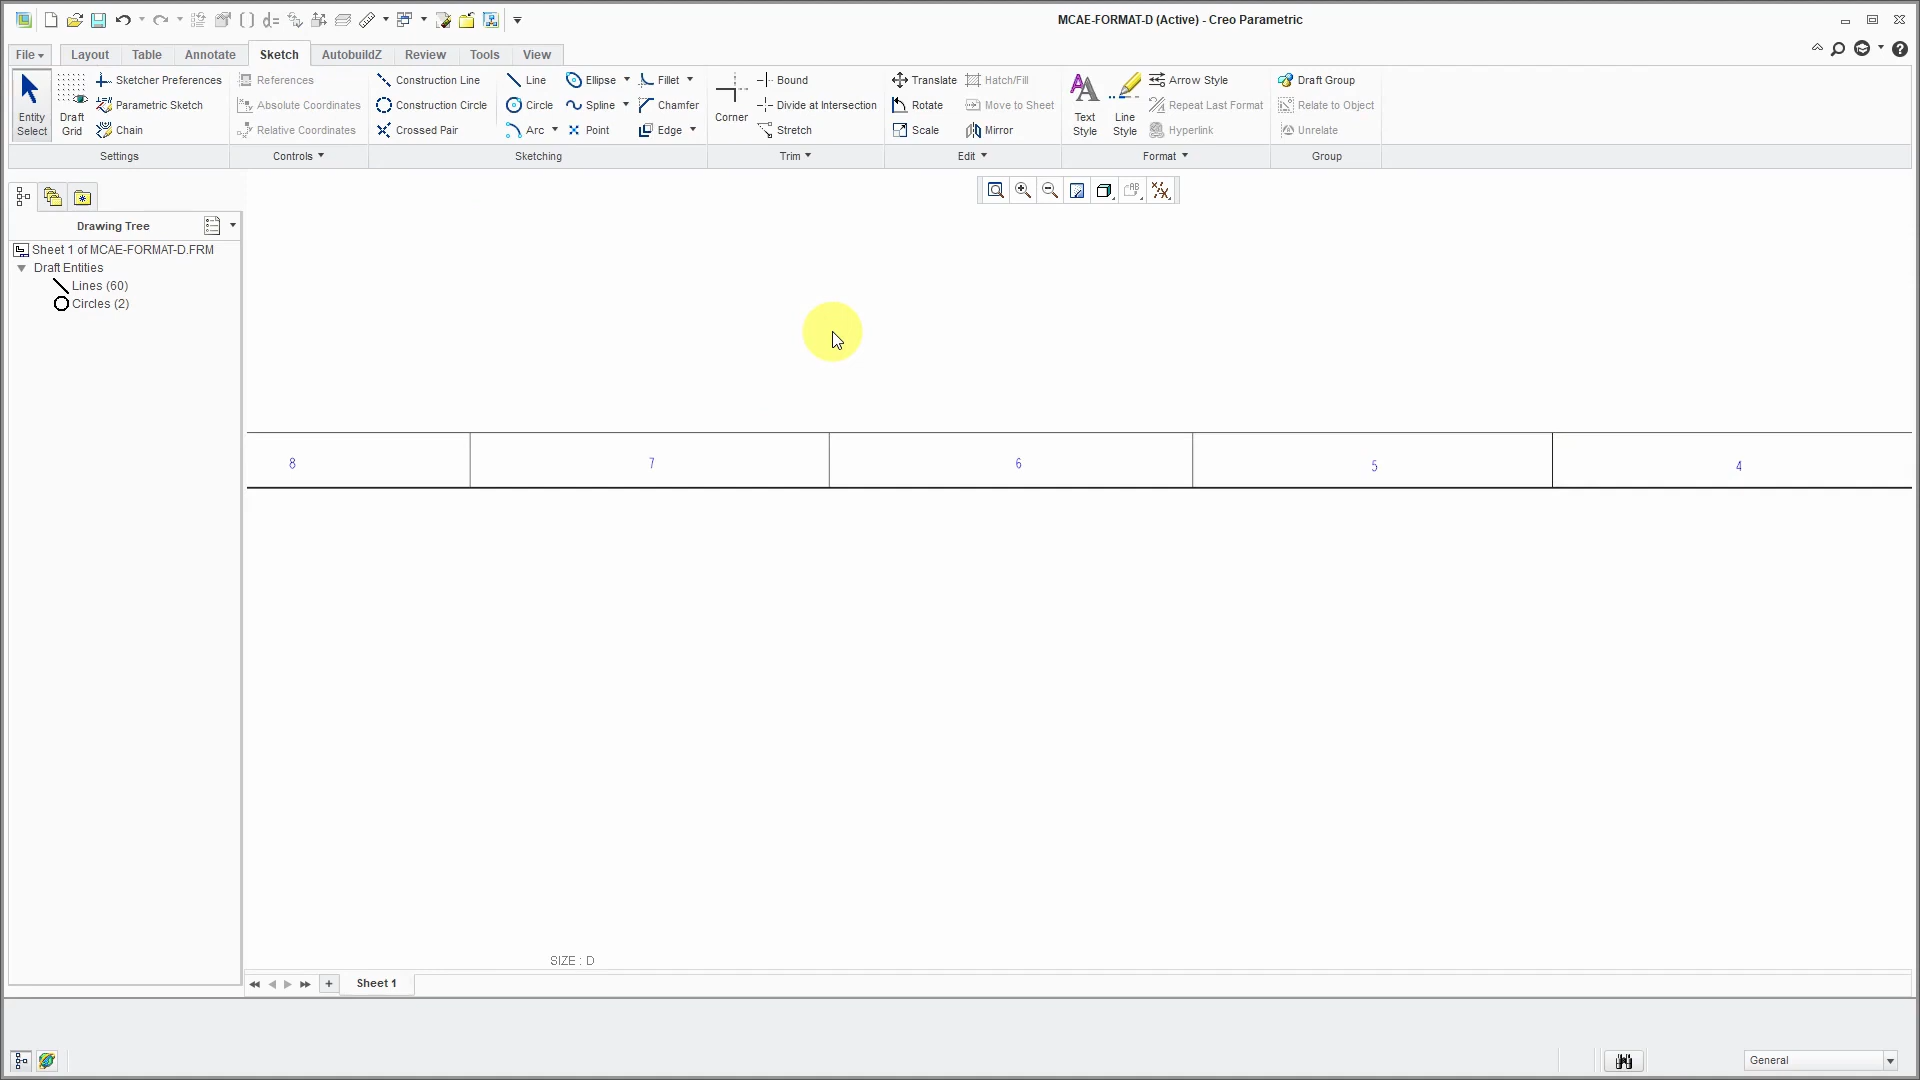 MCAE-FORMAT-D (Active) - Creo Parametric
File Layout Table Annotate Sketch AutobuildZ Review Tools View
Entity Select
Draft Grid
Sketcher Preferences
Parametric Sketch
Chain
Settings
References
Absolute Coordinates
Relative Coordinates
Controls
Construction Line
Construction Circle
Crossed Pair
Line
Circle
Arc
Ellipse
Spline
Point
Fillet
Chamfer
Edge
Sketching
Corner
Bound
Divide at Intersection
Stretch
Trim
Translate
Rotate
Scale
Hatch/Fill
Move to Sheet
Mirror
Edit
Text Style
Line Style
Arrow Style
Repeat Last Format
Hyperlink
Format
Draft Group
Relate to Object
Unrelate
Group
Drawing Tree
Sheet 1 of MCAE-FORMAT-D.FRM
Draft Entities
Lines (60)
Circles (2)
8 7 6 5 4
SIZE : D
Sheet 1
General